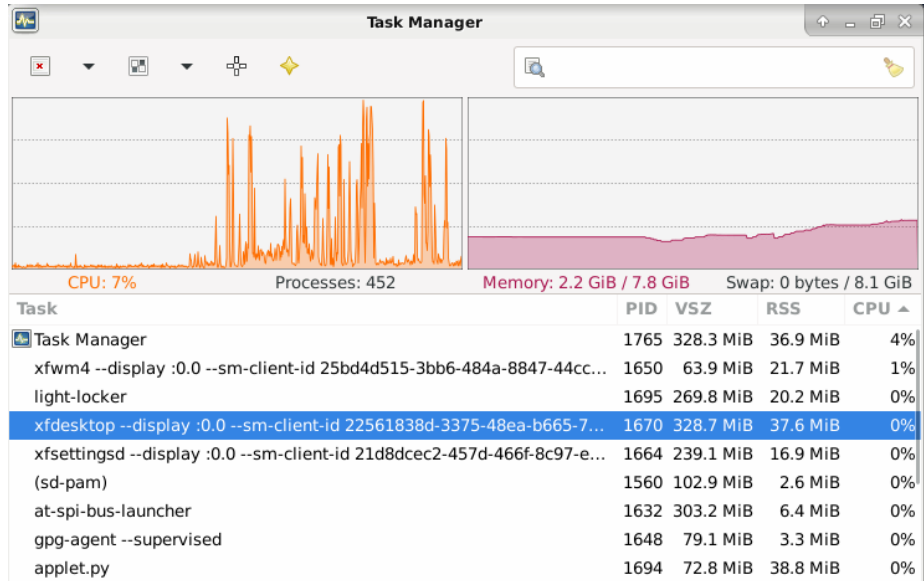 Task Manager
CPU: 7% Processes: 452 Memory: 2.2 GiB / 7.8 GiB Swap: 0 bytes / 8.1 GiB
Task PID VSZ RSS CPU
Task Manager 1765 328.3 MiB 36.9 MiB 4%
xfwm4 --display :0.0 --sm-client-id 25bd4d515-3bb6-484a-8847-44cc... 1650 63.9 MiB 21.7 MiB 1%
light-locker 1695 269.8 MiB 20.2 MiB 0%
xfdesktop --display :0.0 --sm-client-id 22561838d-3375-48ea-b665-7... 1670 328.7 MiB 37.6 MiB 0%
xfsettingsd --display :0.0 --sm-client-id 21d8dcec2-457d-466f-8c97-e... 1664 239.1 MiB 16.9 MiB 0%
(sd-pam) 1560 102.9 MiB 2.6 MiB 0%
at-spi-bus-launcher 1632 303.2 MiB 6.4 MiB 0%
gpg-agent --supervised 1648 79.1 MiB 3.3 MiB 0%
applet.py 1694 72.8 MiB 38.8 MiB 0%